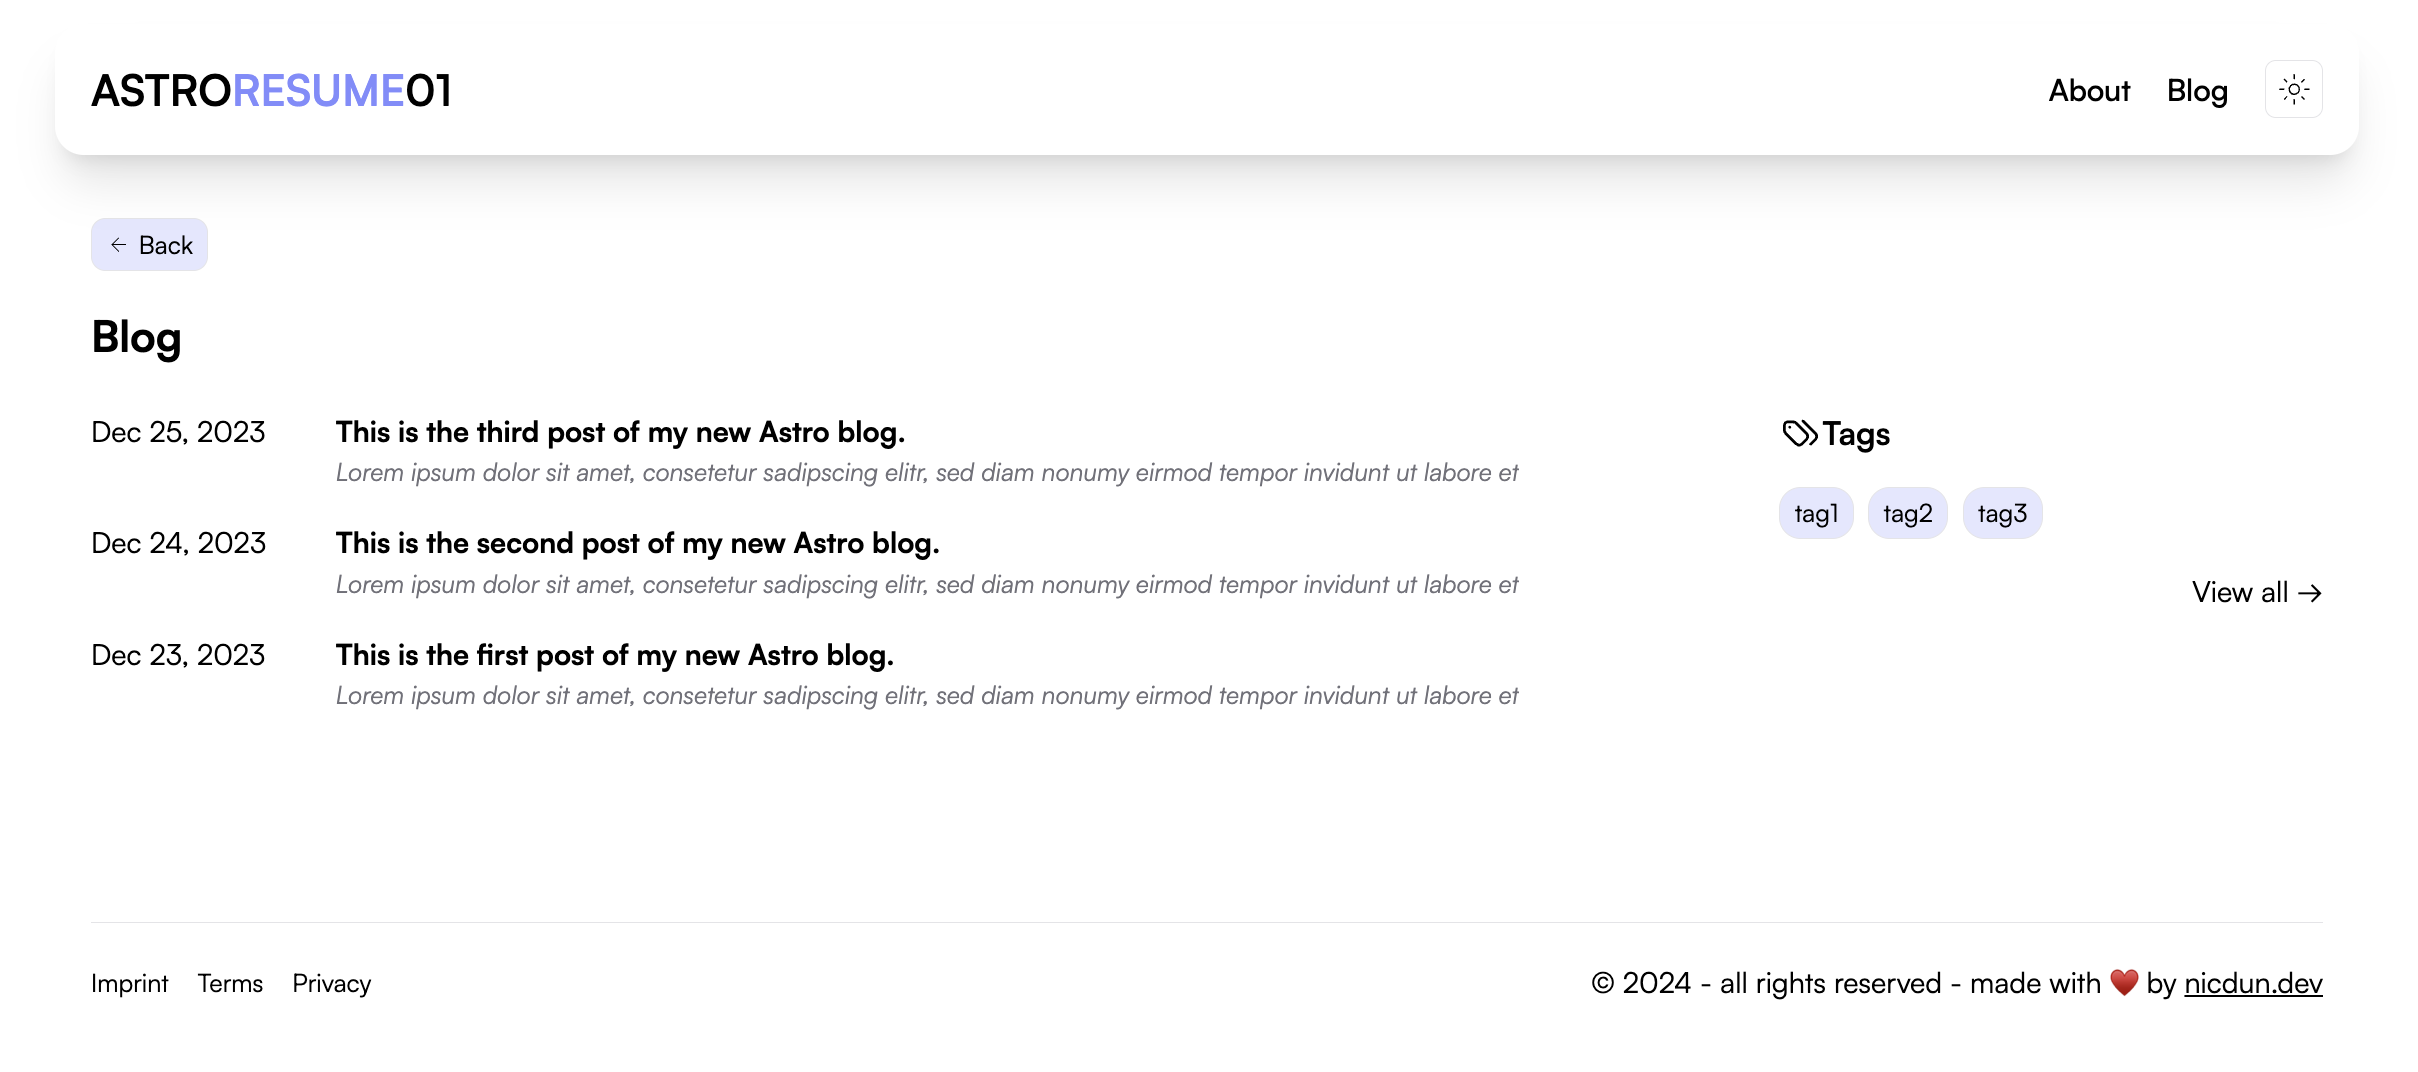 ASTRORESUME01
About Blog
← Back
Blog
Dec 25, 2023 This is the third post of my new Astro blog.
Lorem ipsum dolor sit amet, consetetur sadipscing elitr, sed diam nonumy eirmod tempor invidunt ut labore et
Dec 24, 2023 This is the second post of my new Astro blog.
Lorem ipsum dolor sit amet, consetetur sadipscing elitr, sed diam nonumy eirmod tempor invidunt ut labore et
Dec 23, 2023 This is the first post of my new Astro blog.
Lorem ipsum dolor sit amet, consetetur sadipscing elitr, sed diam nonumy eirmod tempor invidunt ut labore et
Tags
tag1 tag2 tag3
View all →
Imprint Terms Privacy
© 2024 - all rights reserved - made with ❤️ by nicdun.dev